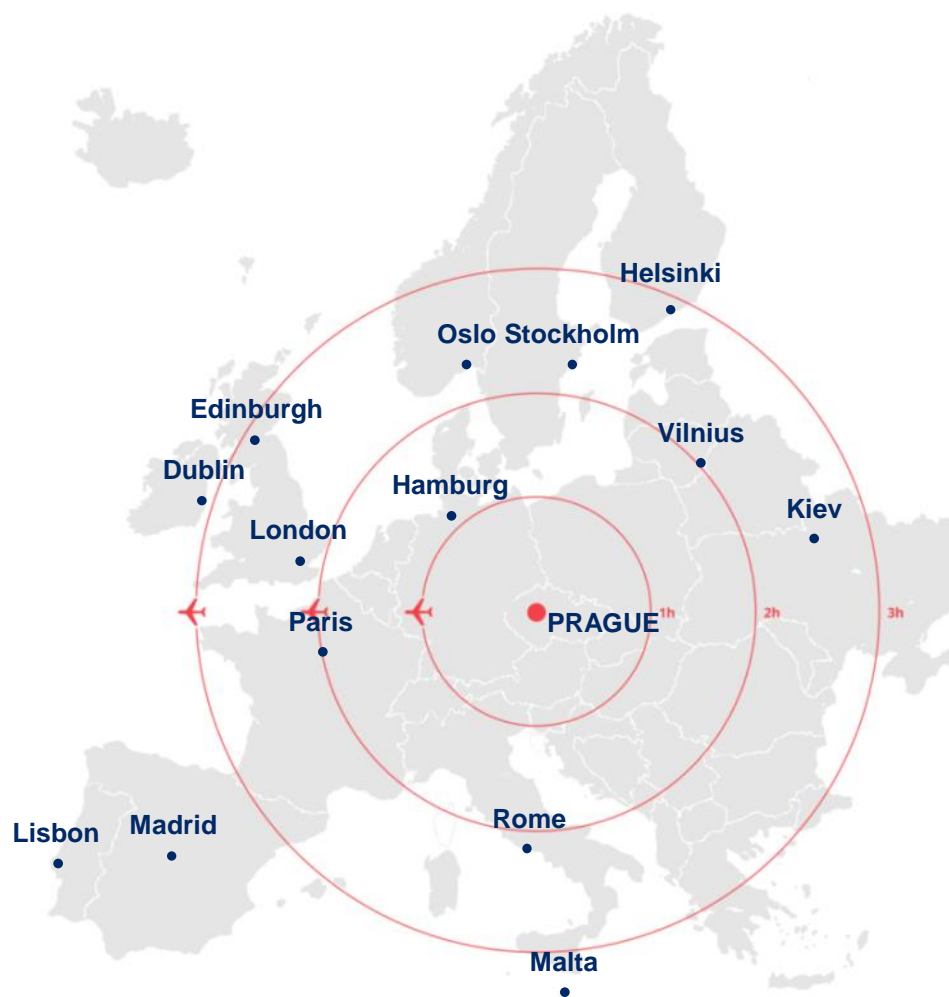 Helsinki
Oslo Stockholm
Edinburgh
Vilnius
Dublin
Hamburg
Kiev
London
Paris
PRAGUE
1h
2h
3h
Rome
Madrid
Lisbon
Malta